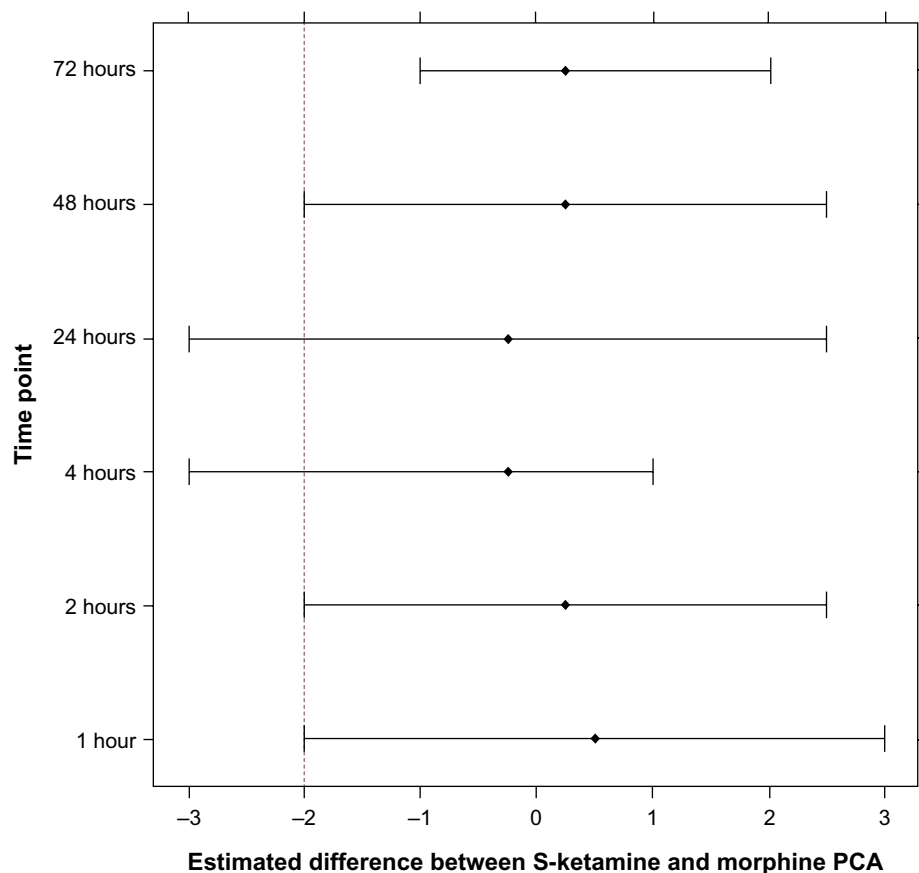 72 hours
48 hours
24 hours
4 hours
2 hours
1 hour
Time point
–3 –2 –1 0 1 2 3
Estimated difference between S-ketamine and morphine PCA